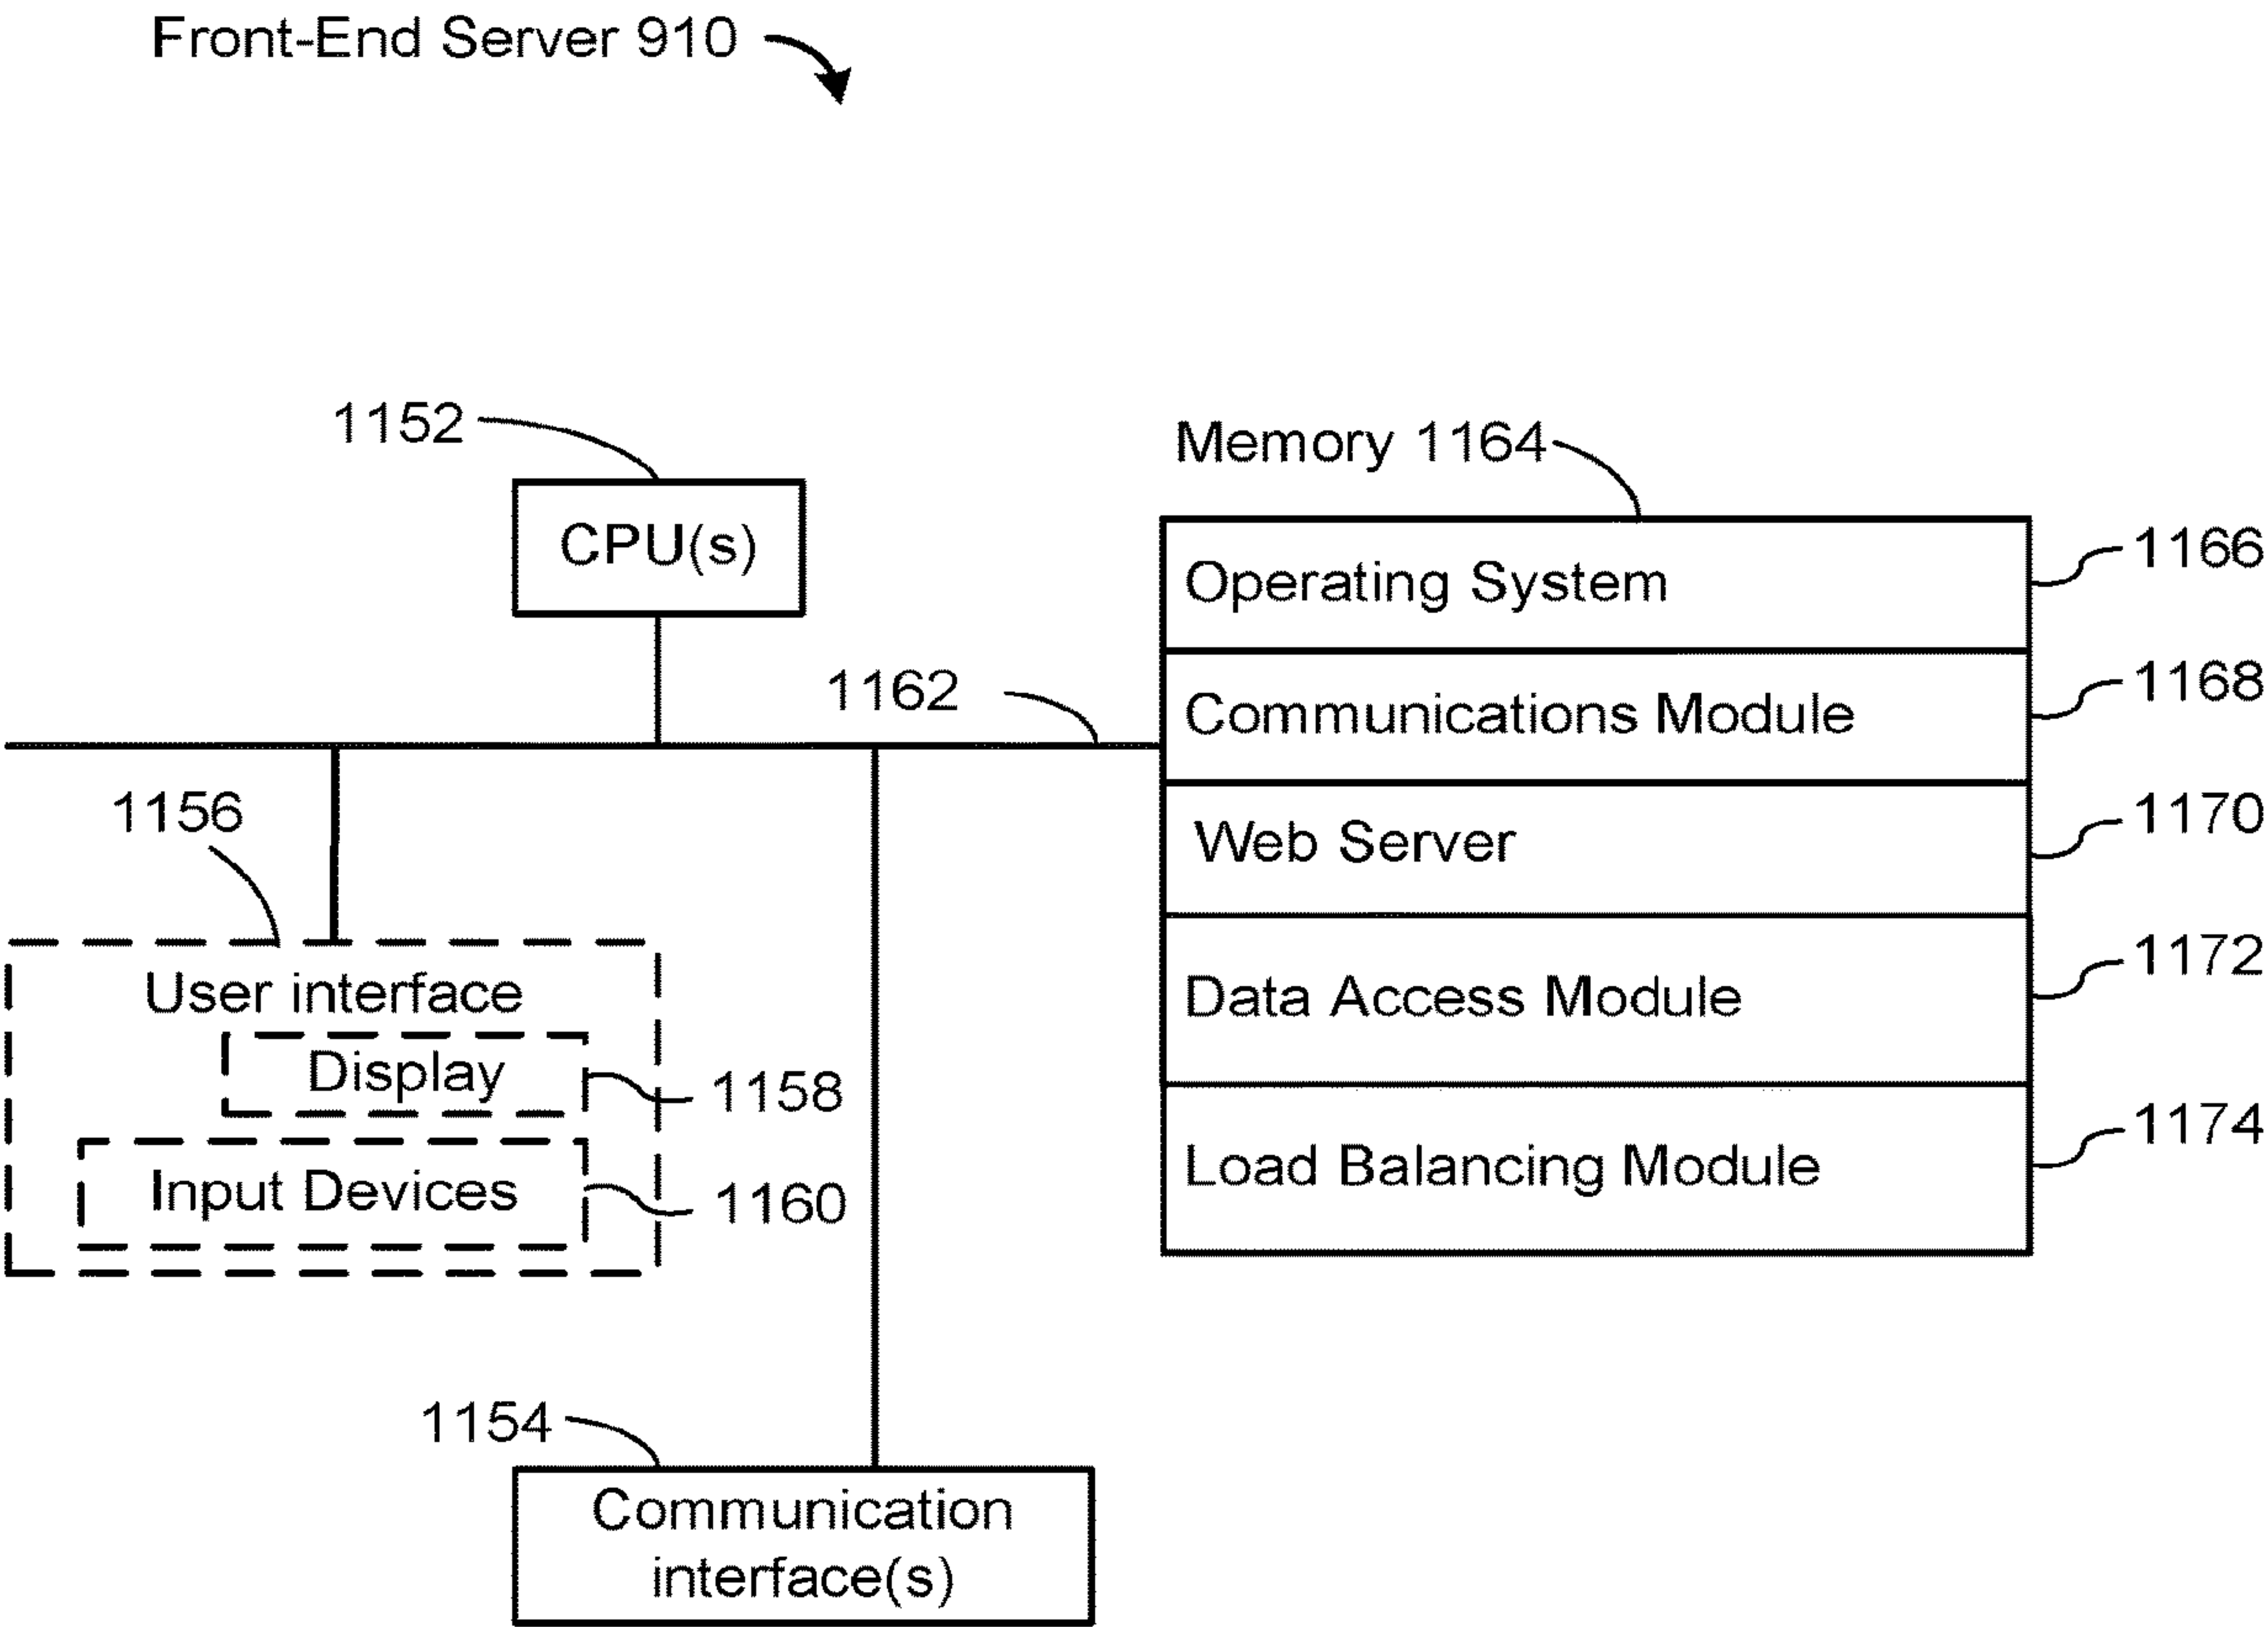 Front-End Server 910
1152
CPU(s)
1162
Memory 1164
Operating System
1166
Communications Module
1168
Web Server
1170
Data Access Module
1172
Load Balancing Module
1174
1156
User interface
Display
1158
Input Devices
1160
1154
Communication
interface(s)